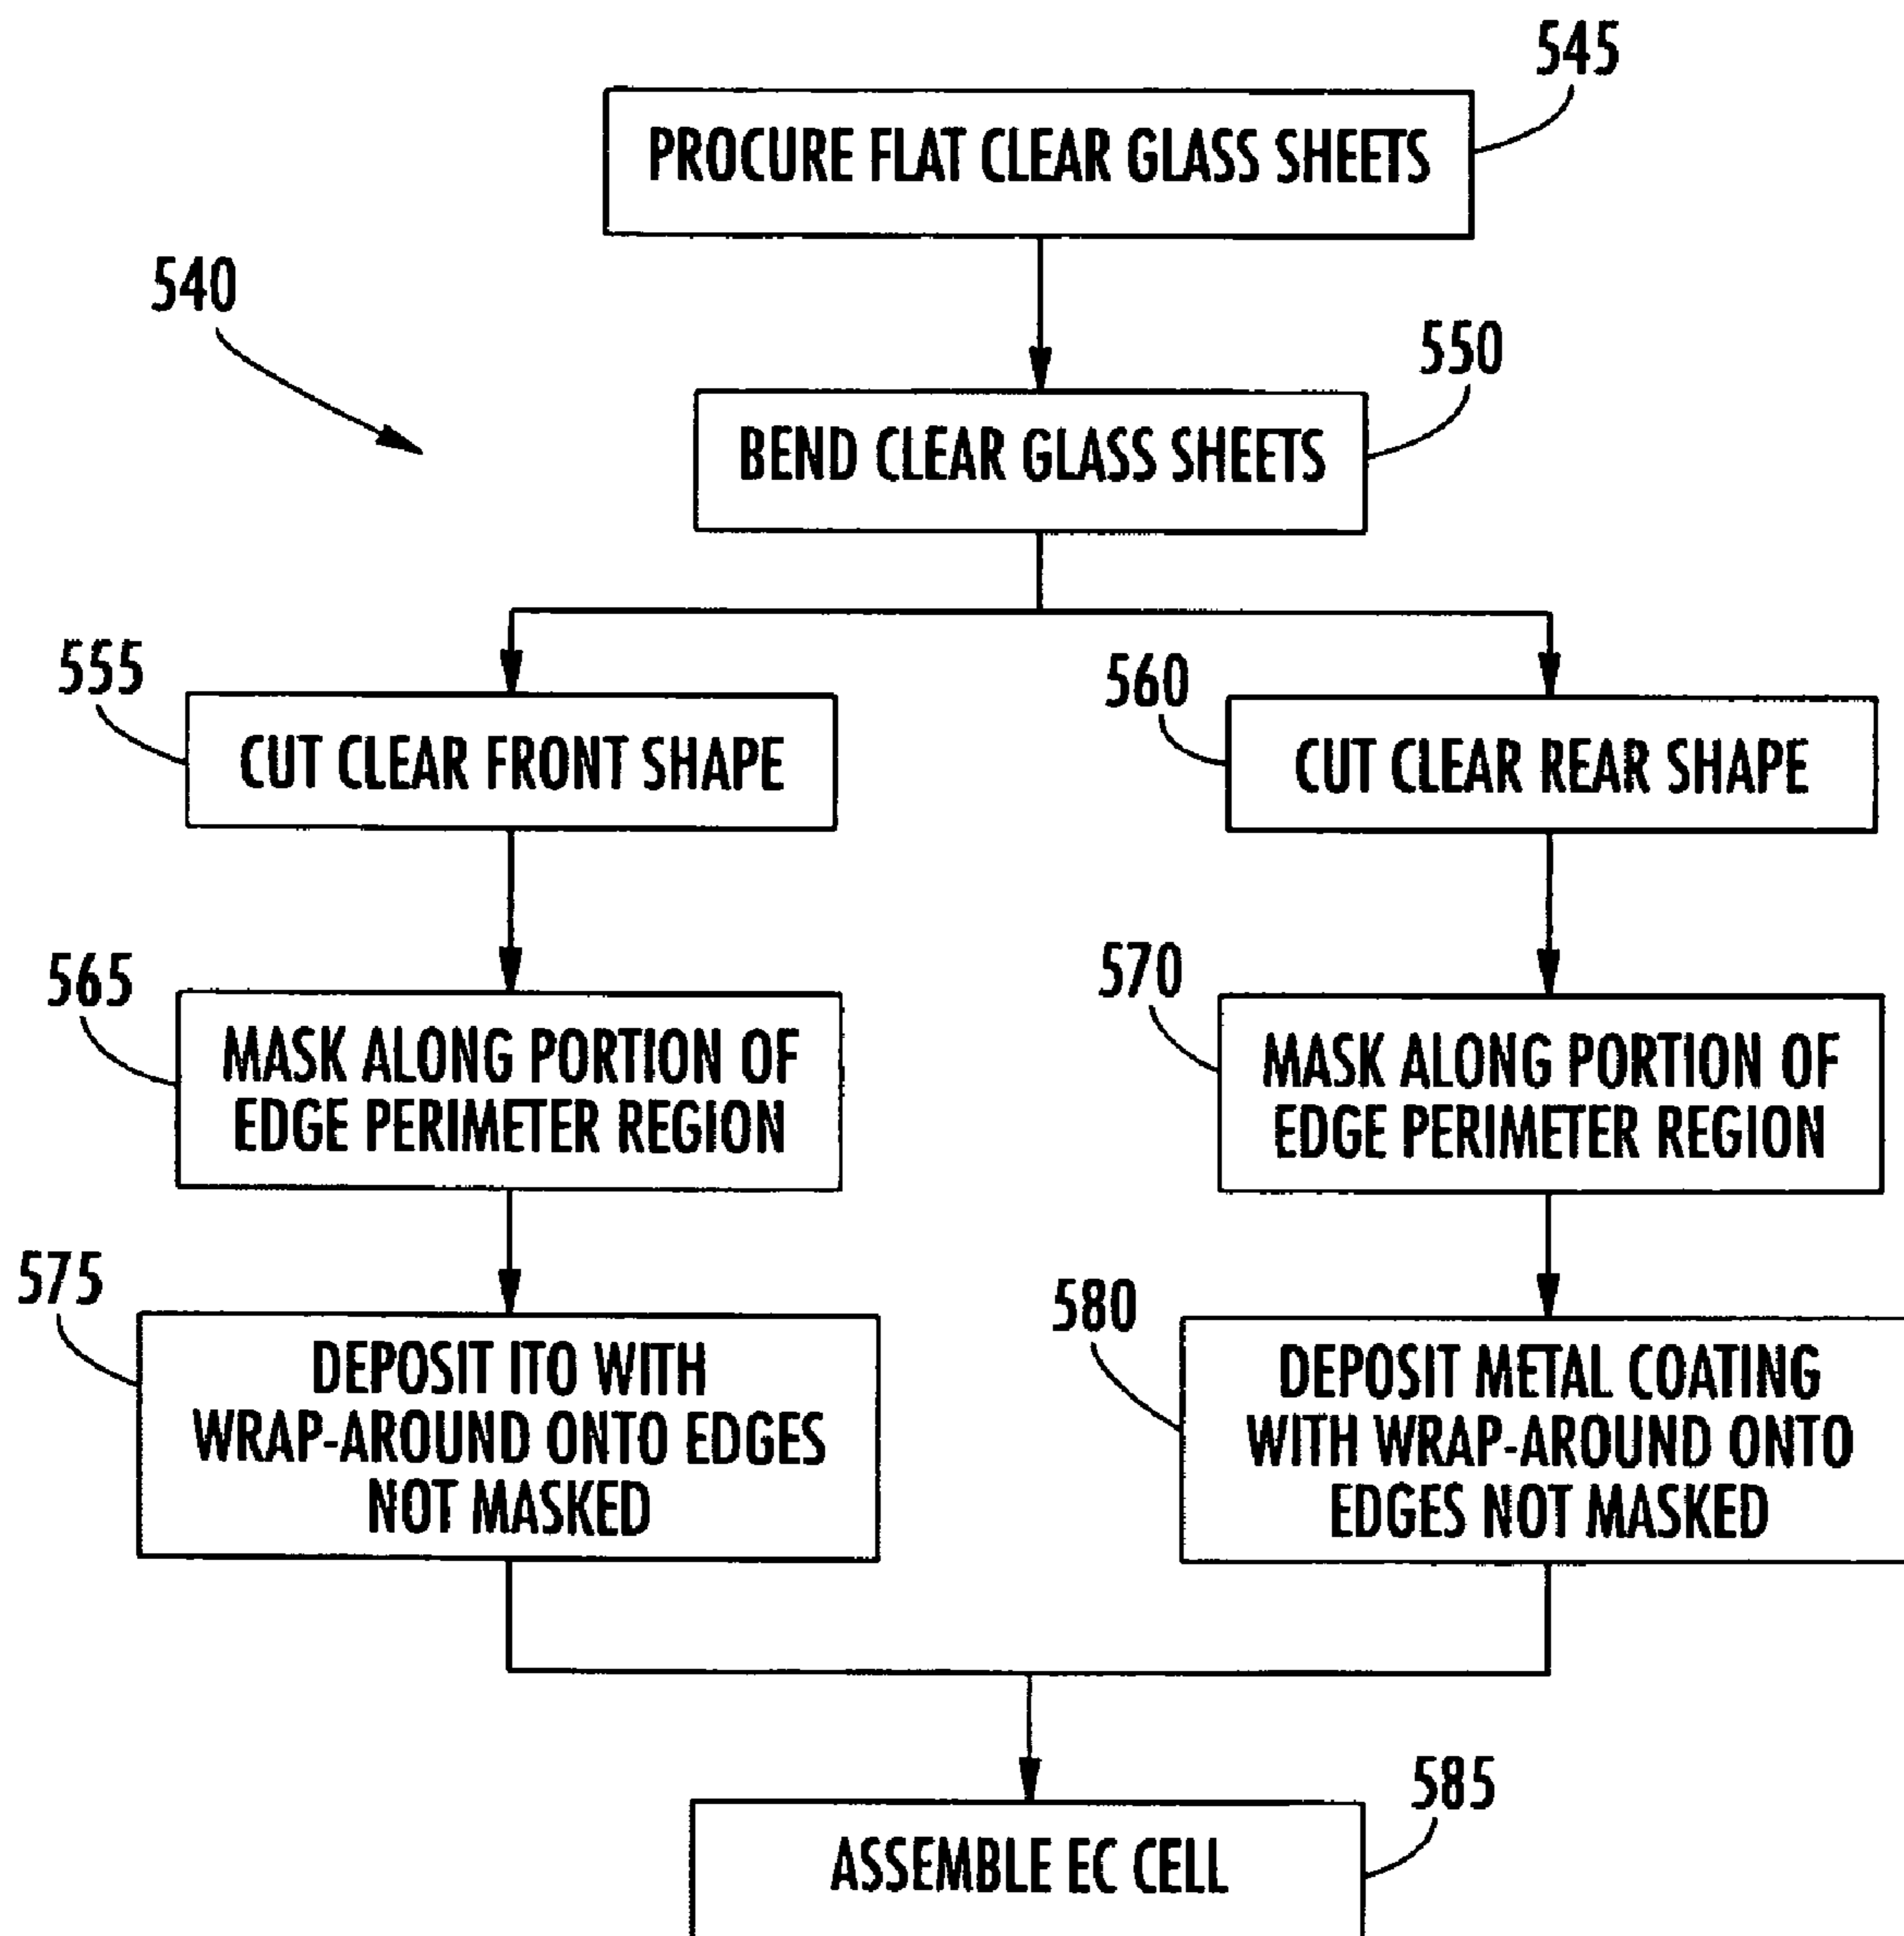 545
PROCURE FLAT CLEAR GLASS SHEETS
540
550
BEND CLEAR GLASS SHEETS
555
CUT CLEAR FRONT SHAPE
560
CUT CLEAR REAR SHAPE
565
MASK ALONG PORTION OF
EDGE PERIMETER REGION
570
MASK ALONG PORTION OF
EDGE PERIMETER REGION
575
DEPOSIT ITO WITH
WRAP-AROUND ONTO EDGES
NOT MASKED
580
DEPOSIT METAL COATING
WITH WRAP-AROUND ONTO
EDGES NOT MASKED
585
ASSEMBLE EC CELL